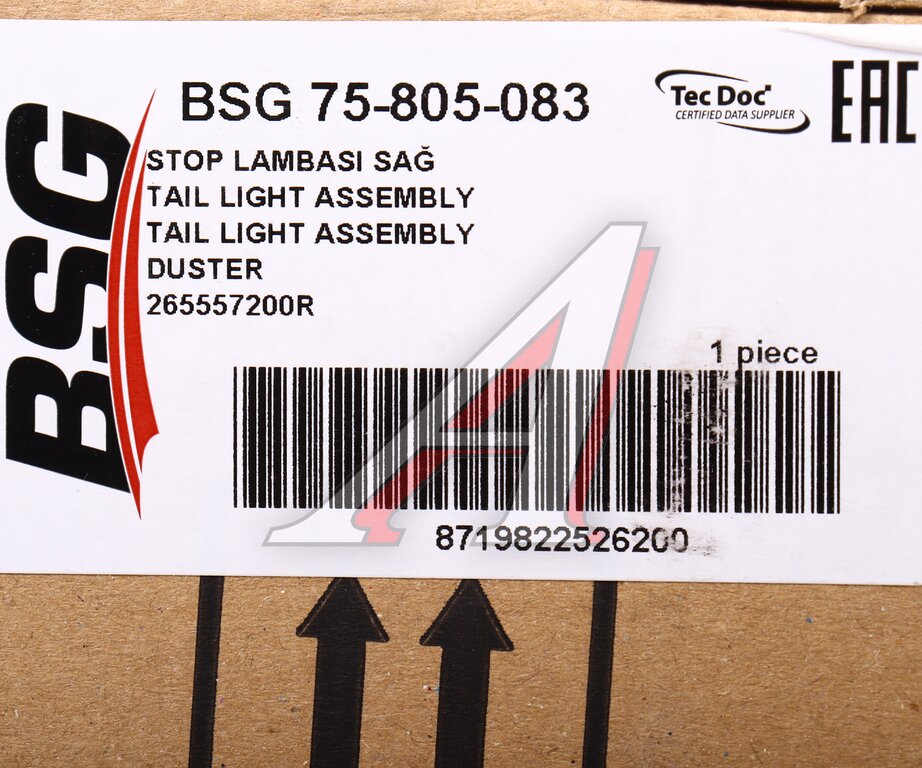 BSG
BSG 75-805-083
Tec Doc
CERTIFIED DATA SUPPLIER
EAC
STOP LAMBASI SAĞ
TAIL LIGHT ASSEMBLY
TAIL LIGHT ASSEMBLY
DUSTER
265557200R
1 piece
8719822526200